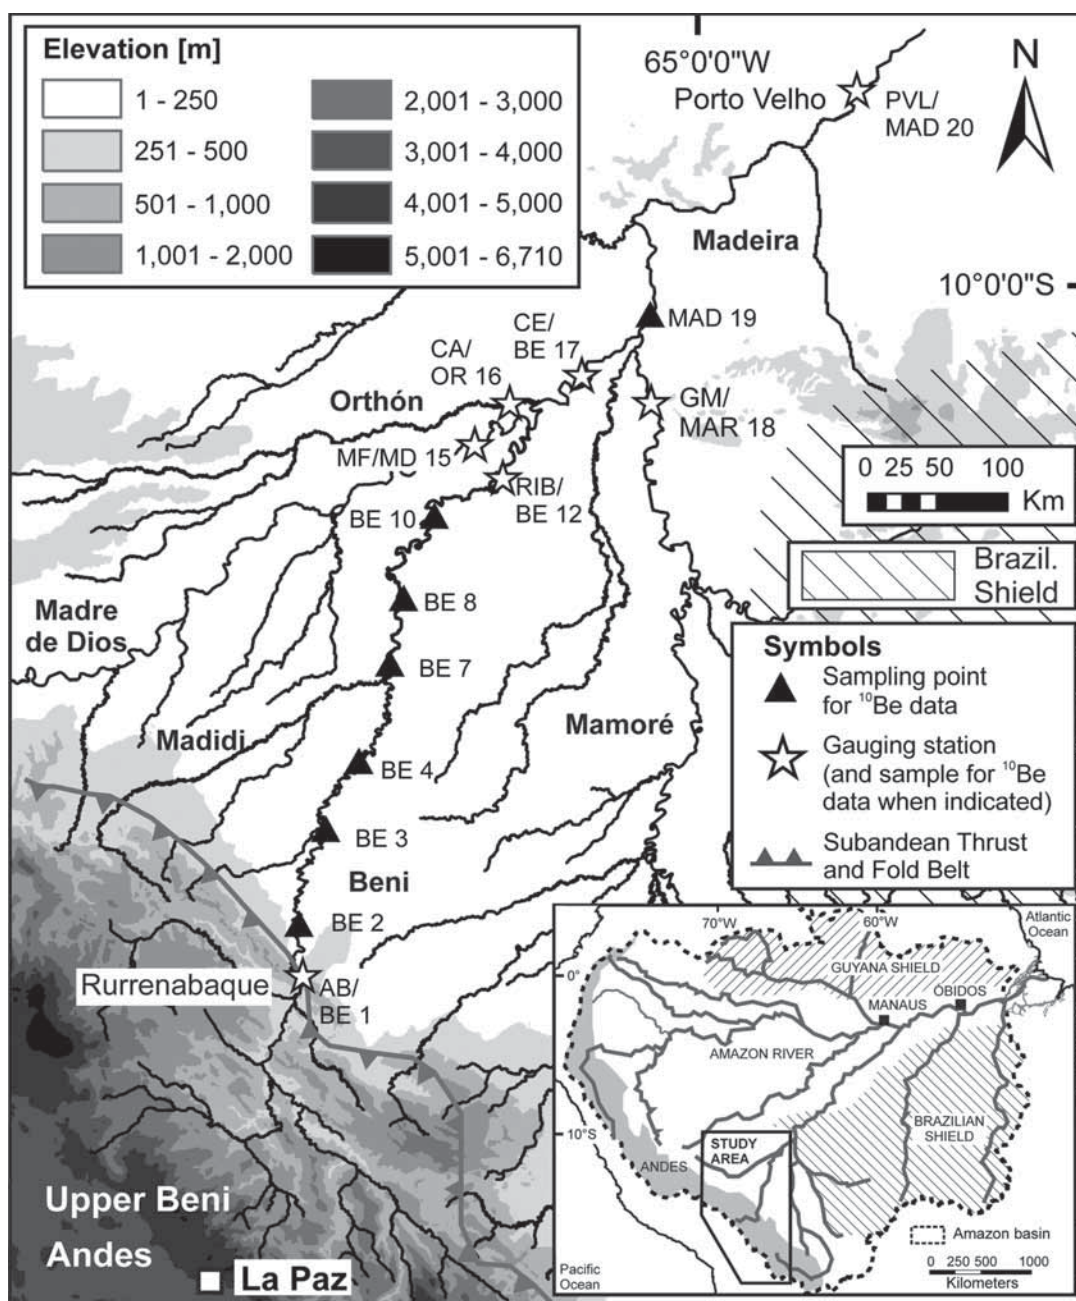 Elevation [m]
1 - 250
251 - 500
501 - 1,000
1,001 - 2,000
2,001 - 3,000
3,001 - 4,000
4,001 - 5,000
5,001 - 6,710
65°0'0"W
N
Porto Velho
PVL/
MAD 20
Madeira
10°0'0"S
MAD 19
CE/
BE 17
CA/
OR 16
Orthón
GM/
MAR 18
MF/MD 15
RIB/
BE 12
BE 10
0 25 50 100
Km
Brazil.
Shield
BE 8
Madre
de Dios
BE 7
Symbols
Sampling point
for ¹⁰Be data
Gauging station
(and sample for ¹⁰Be
data when indicated)
Subandean Thrust
and Fold Belt
Madidi
Mamoré
BE 4
BE 3
Beni
BE 2
Rurrenabaque
AB/
BE 1
Upper Beni
Andes
La Paz
70°W
60°W
Atlantic
Ocean
0°
GUYANA SHIELD
MANAUS
ÓBIDOS
AMAZON RIVER
10°S
STUDY
AREA
BRAZILIAN
SHIELD
ANDES
Amazon basin
0 250 500 1000
Kilometers
Pacific
Ocean